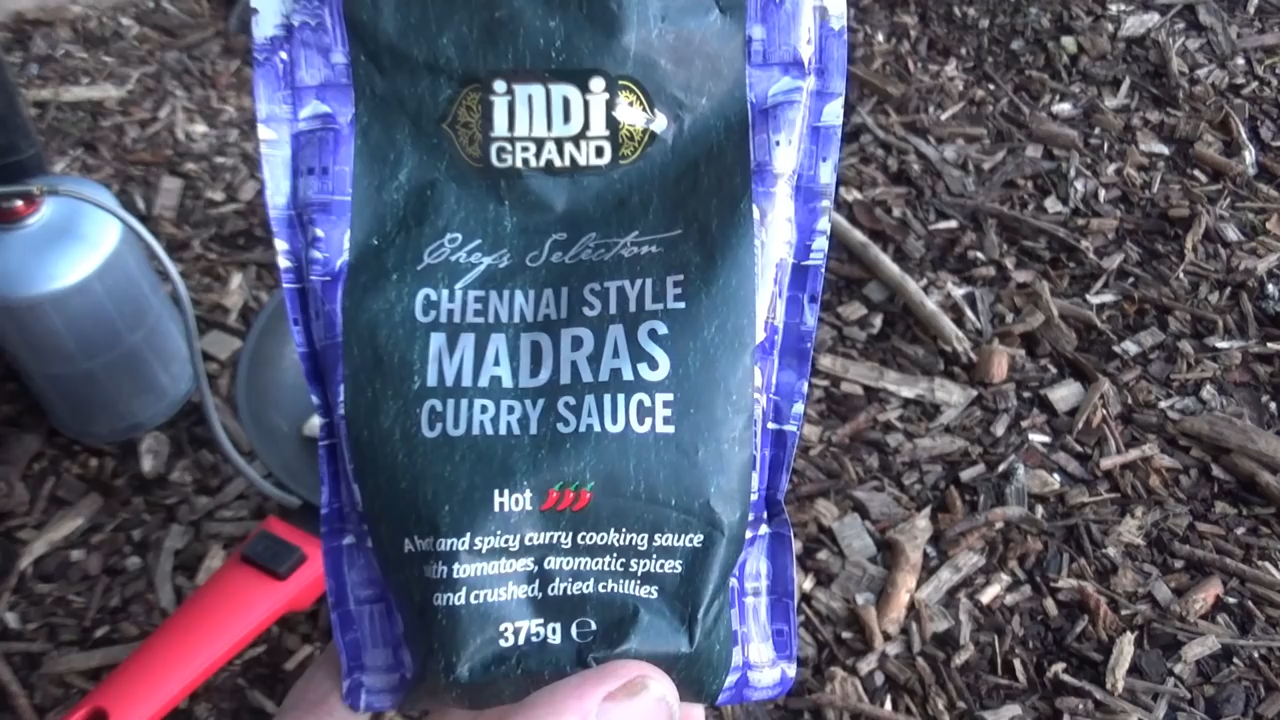 inDi
GRAND
Chef's Selection
CHENNAI STYLE
MADRAS
CURRY SAUCE
Hot
A hot and spicy curry cooking sauce
with tomatoes, aromatic spices
and crushed, dried chillies
375g ℮